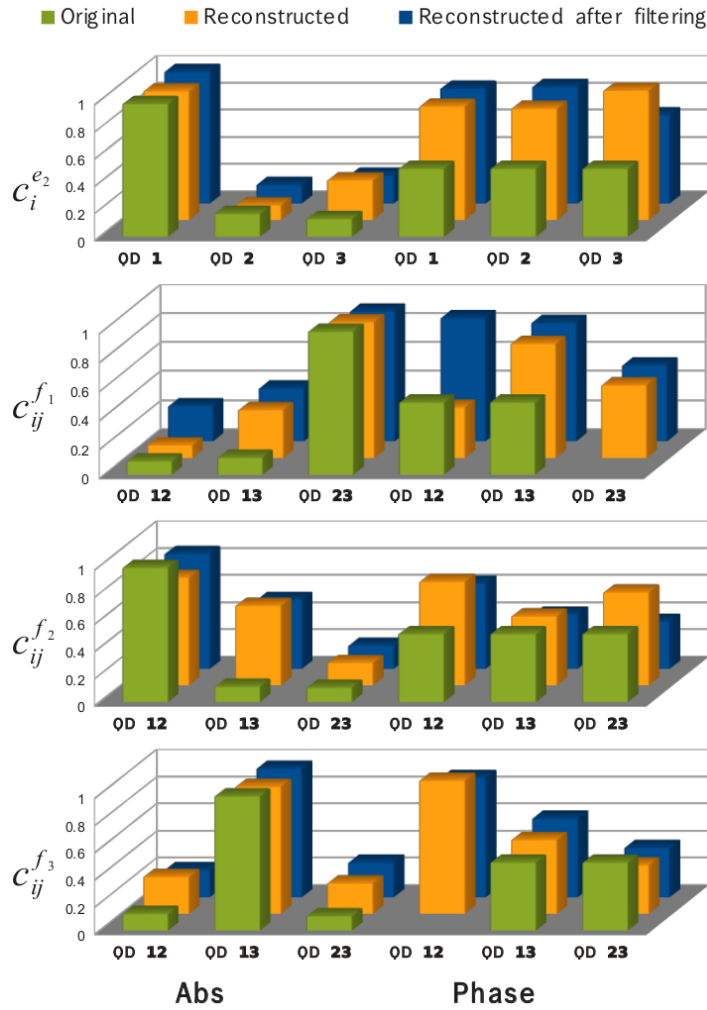 Original Reconstructed Reconstructed after filtering
1
0.8
0.6
0.4
0.2
0
c_i^{e_2}
QD 1 QD 2 QD 3 QD 1 QD 2 QD 3
1
0.8
0.6
0.4
0.2
0
c_{ij}^{f_1}
QD 12 QD 13 QD 23 QD 12 QD 13 QD 23
1
0.8
0.6
0.4
0.2
0
c_{ij}^{f_2}
QD 12 QD 13 QD 23 QD 12 QD 13 QD 23
1
0.8
0.6
0.4
0.2
0
c_{ij}^{f_3}
QD 12 QD 13 QD 23 QD 12 QD 13 QD 23
Abs Phase